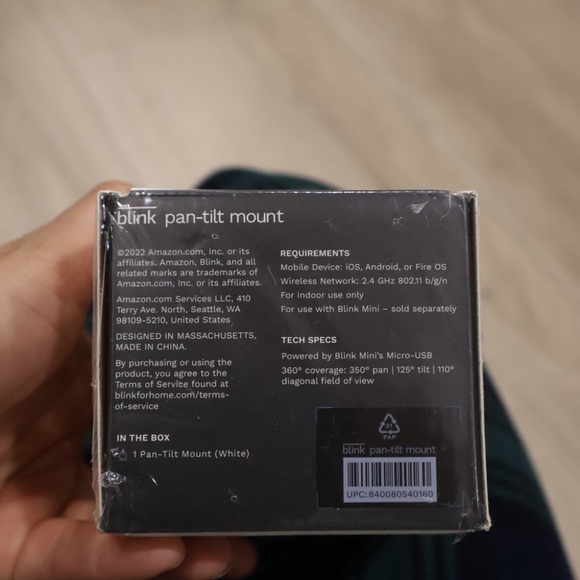 blink pan-tilt mount
©2022 Amazon.com, Inc. or its
affiliates. Amazon, Blink, and all
related marks are trademarks of
Amazon.com, Inc. or its affiliates.
Amazon.com Services LLC, 410
Terry Ave. North, Seattle, WA
98109-5210, United States
DESIGNED IN MASSACHUSETTS,
MADE IN CHINA.
By purchasing or using the
product, you agree to the
Terms of Service found at
blinkforhome.com/terms-
of-service
IN THE BOX
1 Pan-Tilt Mount (White)
REQUIREMENTS
Mobile Device: iOS, Android, or Fire OS
Wireless Network: 2.4 GHz 802.11 b/g/n
For indoor use only
For use with Blink Mini – sold separately
TECH SPECS
Powered by Blink Mini's Micro-USB
360° coverage: 350° pan | 125° tilt | 110°
diagonal field of view
21
PAP
blink pan-tilt mount
UPC: 840080540160